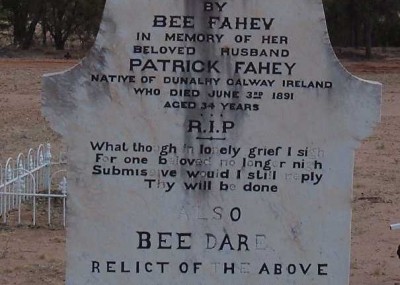 BY
BEE FAHEY
IN MEMORY OF HER
BELOVED HUSBAND
PATRICK FAHEY
NATIVE OF DUNALHY GALWAY IRELAND
WHO DIED JUNE 3RD 1891
AGED 34 YEARS
R.I.P
What though in lonely grief I sigh
For one beloved no longer nigh
Submissive would I still reply
Thy will be done
ALSO
BEE DARE
RELICT OF THE ABOVE